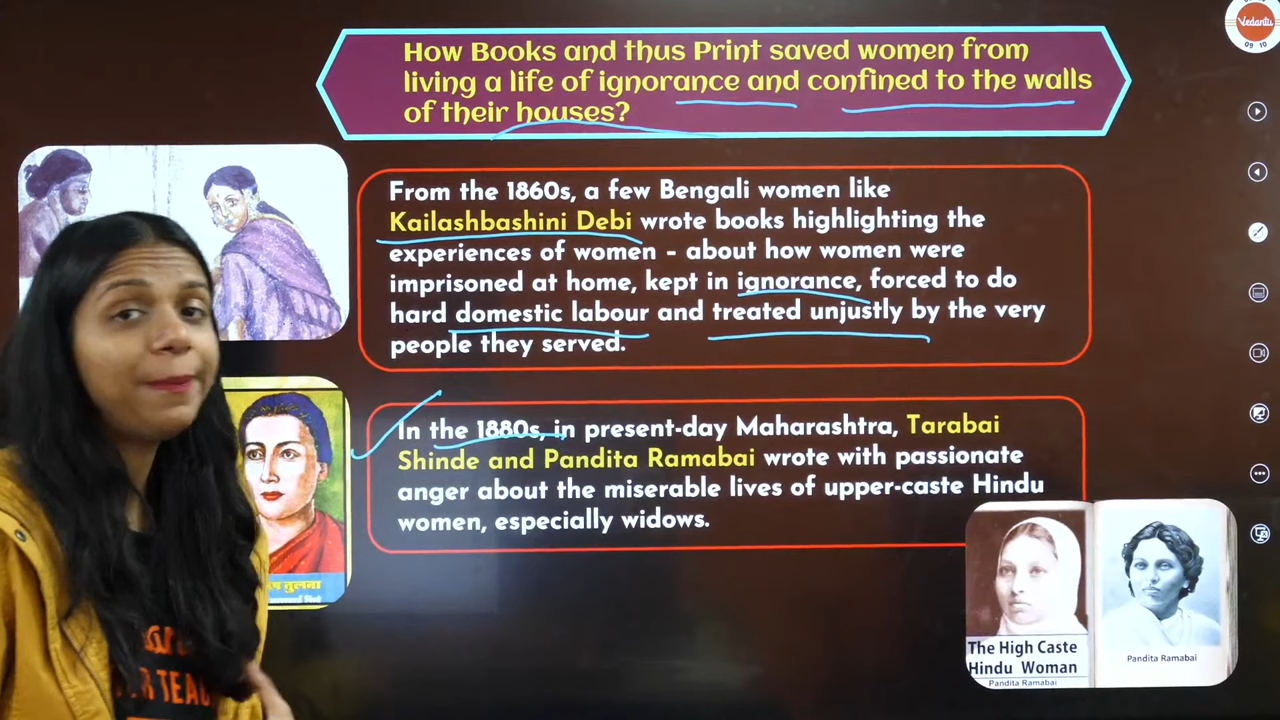 Vedantu
09 10
How Books and thus Print saved women from
living a life of ignorance and confined to the walls
of their houses?
From the 1860s, a few Bengali women like
Kailashbashini Debi wrote books highlighting the
experiences of women - about how women were
imprisoned at home, kept in ignorance, forced to do
hard domestic labour and treated unjustly by the very
people they served.
In the 1880s, in present-day Maharashtra, Tarabai
Shinde and Pandita Ramabai wrote with passionate
anger about the miserable lives of upper-caste Hindu
women, especially widows.
तुलना
The High Caste
Hindu Woman
Pandita Ramabai
Pandita Ramabai